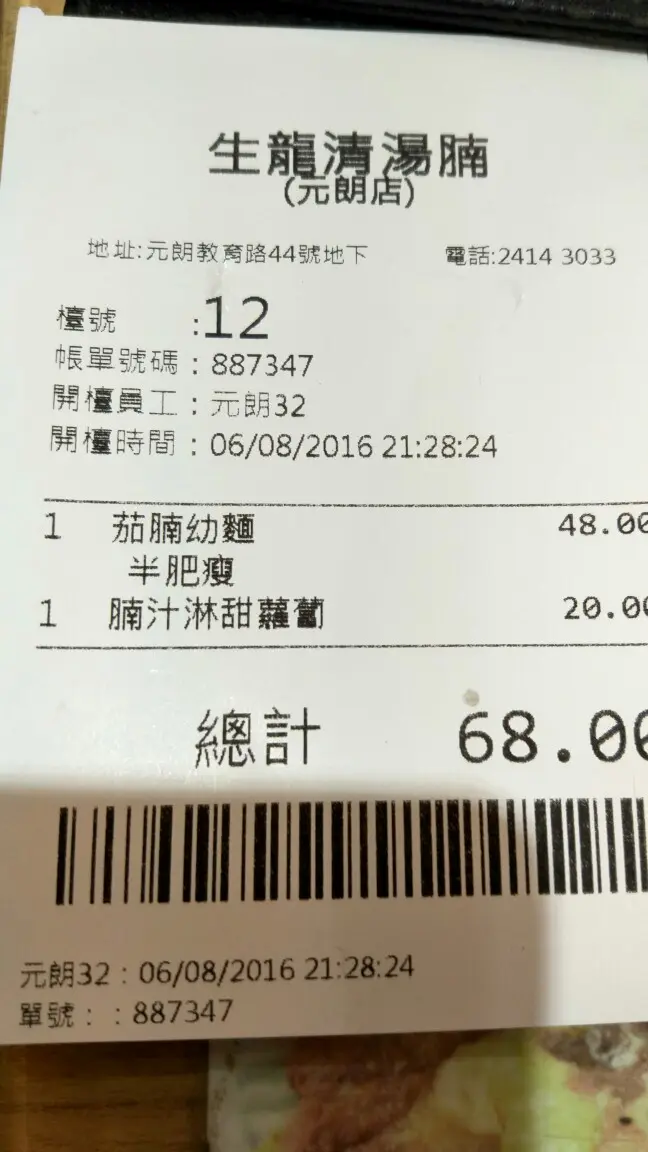 生龍清湯腩
(元朗店)
地址:元朗教育路44號地下 電話:2414 3033
檯號 :12
帳單號碼 : 887347
開檯員工 : 元朗32
開檯時間 : 06/08/2016 21:28:24
1 茄腩幼麵 48.00
半肥瘦
1 腩汁淋甜蘿蔔 20.00
總計 68.00
元朗32 : 06/08/2016 21:28:24
單號 : : 887347